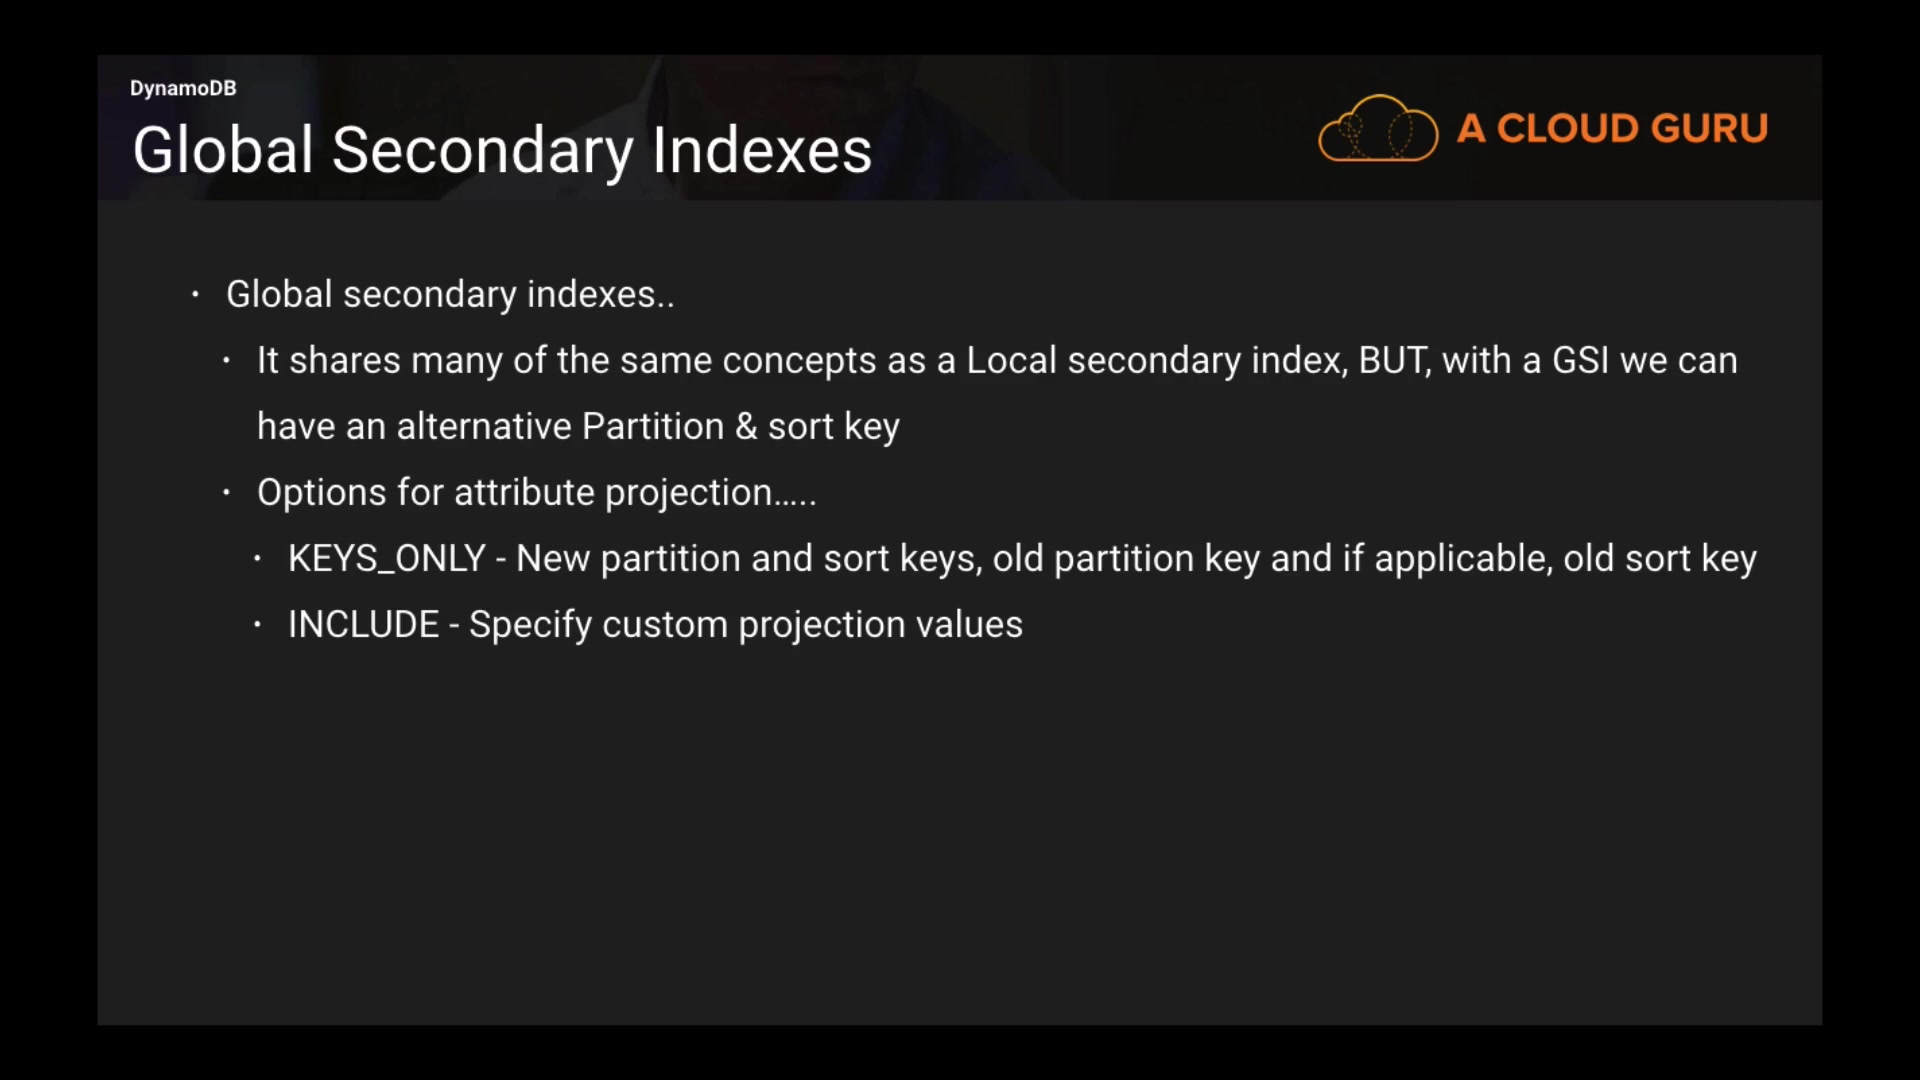 DynamoDB
Global Secondary Indexes
A CLOUD GURU
· Global secondary indexes..
· It shares many of the same concepts as a Local secondary index, BUT, with a GSI we can
have an alternative Partition & sort key
· Options for attribute projection.....
· KEYS_ONLY - New partition and sort keys, old partition key and if applicable, old sort key
· INCLUDE - Specify custom projection values